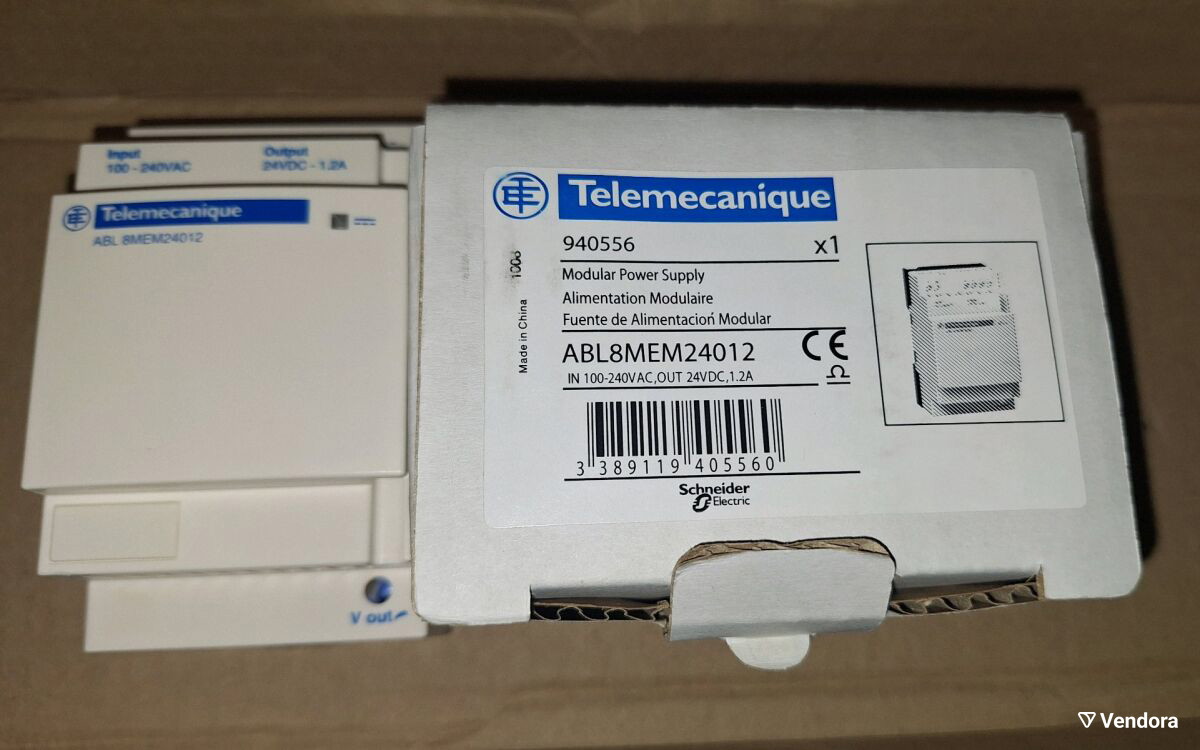 Input
100 - 240VAC
Output
24VDC - 1.2A
Telemecanique
ABL 8MEM24012
V out
Telemecanique
940556 x1
Modular Power Supply
Alimentation Modulaire
Fuente de Alimentación Modular
ABL8MEM24012 CE
IN 100-240VAC,OUT 24VDC,1.2A
3 389119 405560
Schneider
Electric
Made in China
Vendora